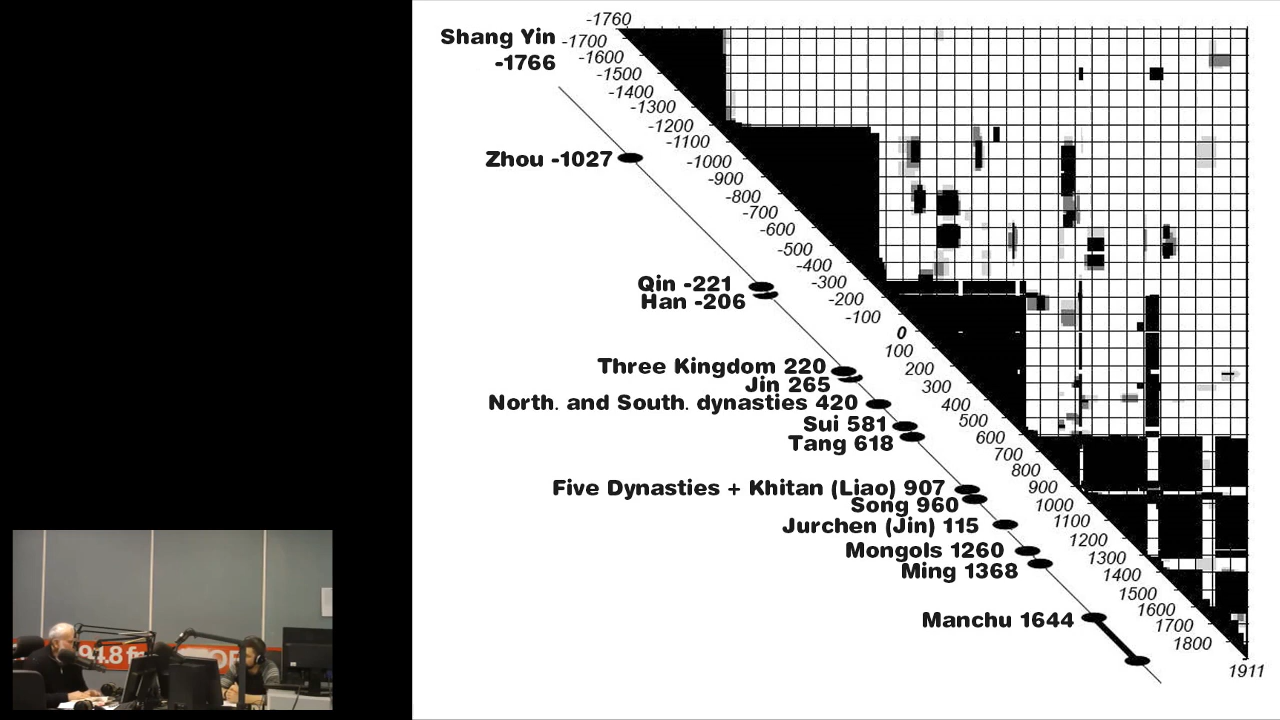 -1760
Shang Yin
-1766
-1700
-1600
-1500
-1400
-1300
-1200
-1100
Zhou -1027
-1000
-900
-800
-700
-600
-500
-400
Qin -221
-300
Han -206
-200
-100
0
100
Three Kingdom 220
200
Jin 265
300
North. and South. dynasties 420
400
Sui 581
500
Tang 618
600
700
800
Five Dynasties + Khitan (Liao) 907
900
Song 960
1000
Jurchen (Jin) 115
1100
1200
Mongols 1260
1300
Ming 1368
1400
1500
1600
Manchu 1644
1700
1800
1911
94.8 fm